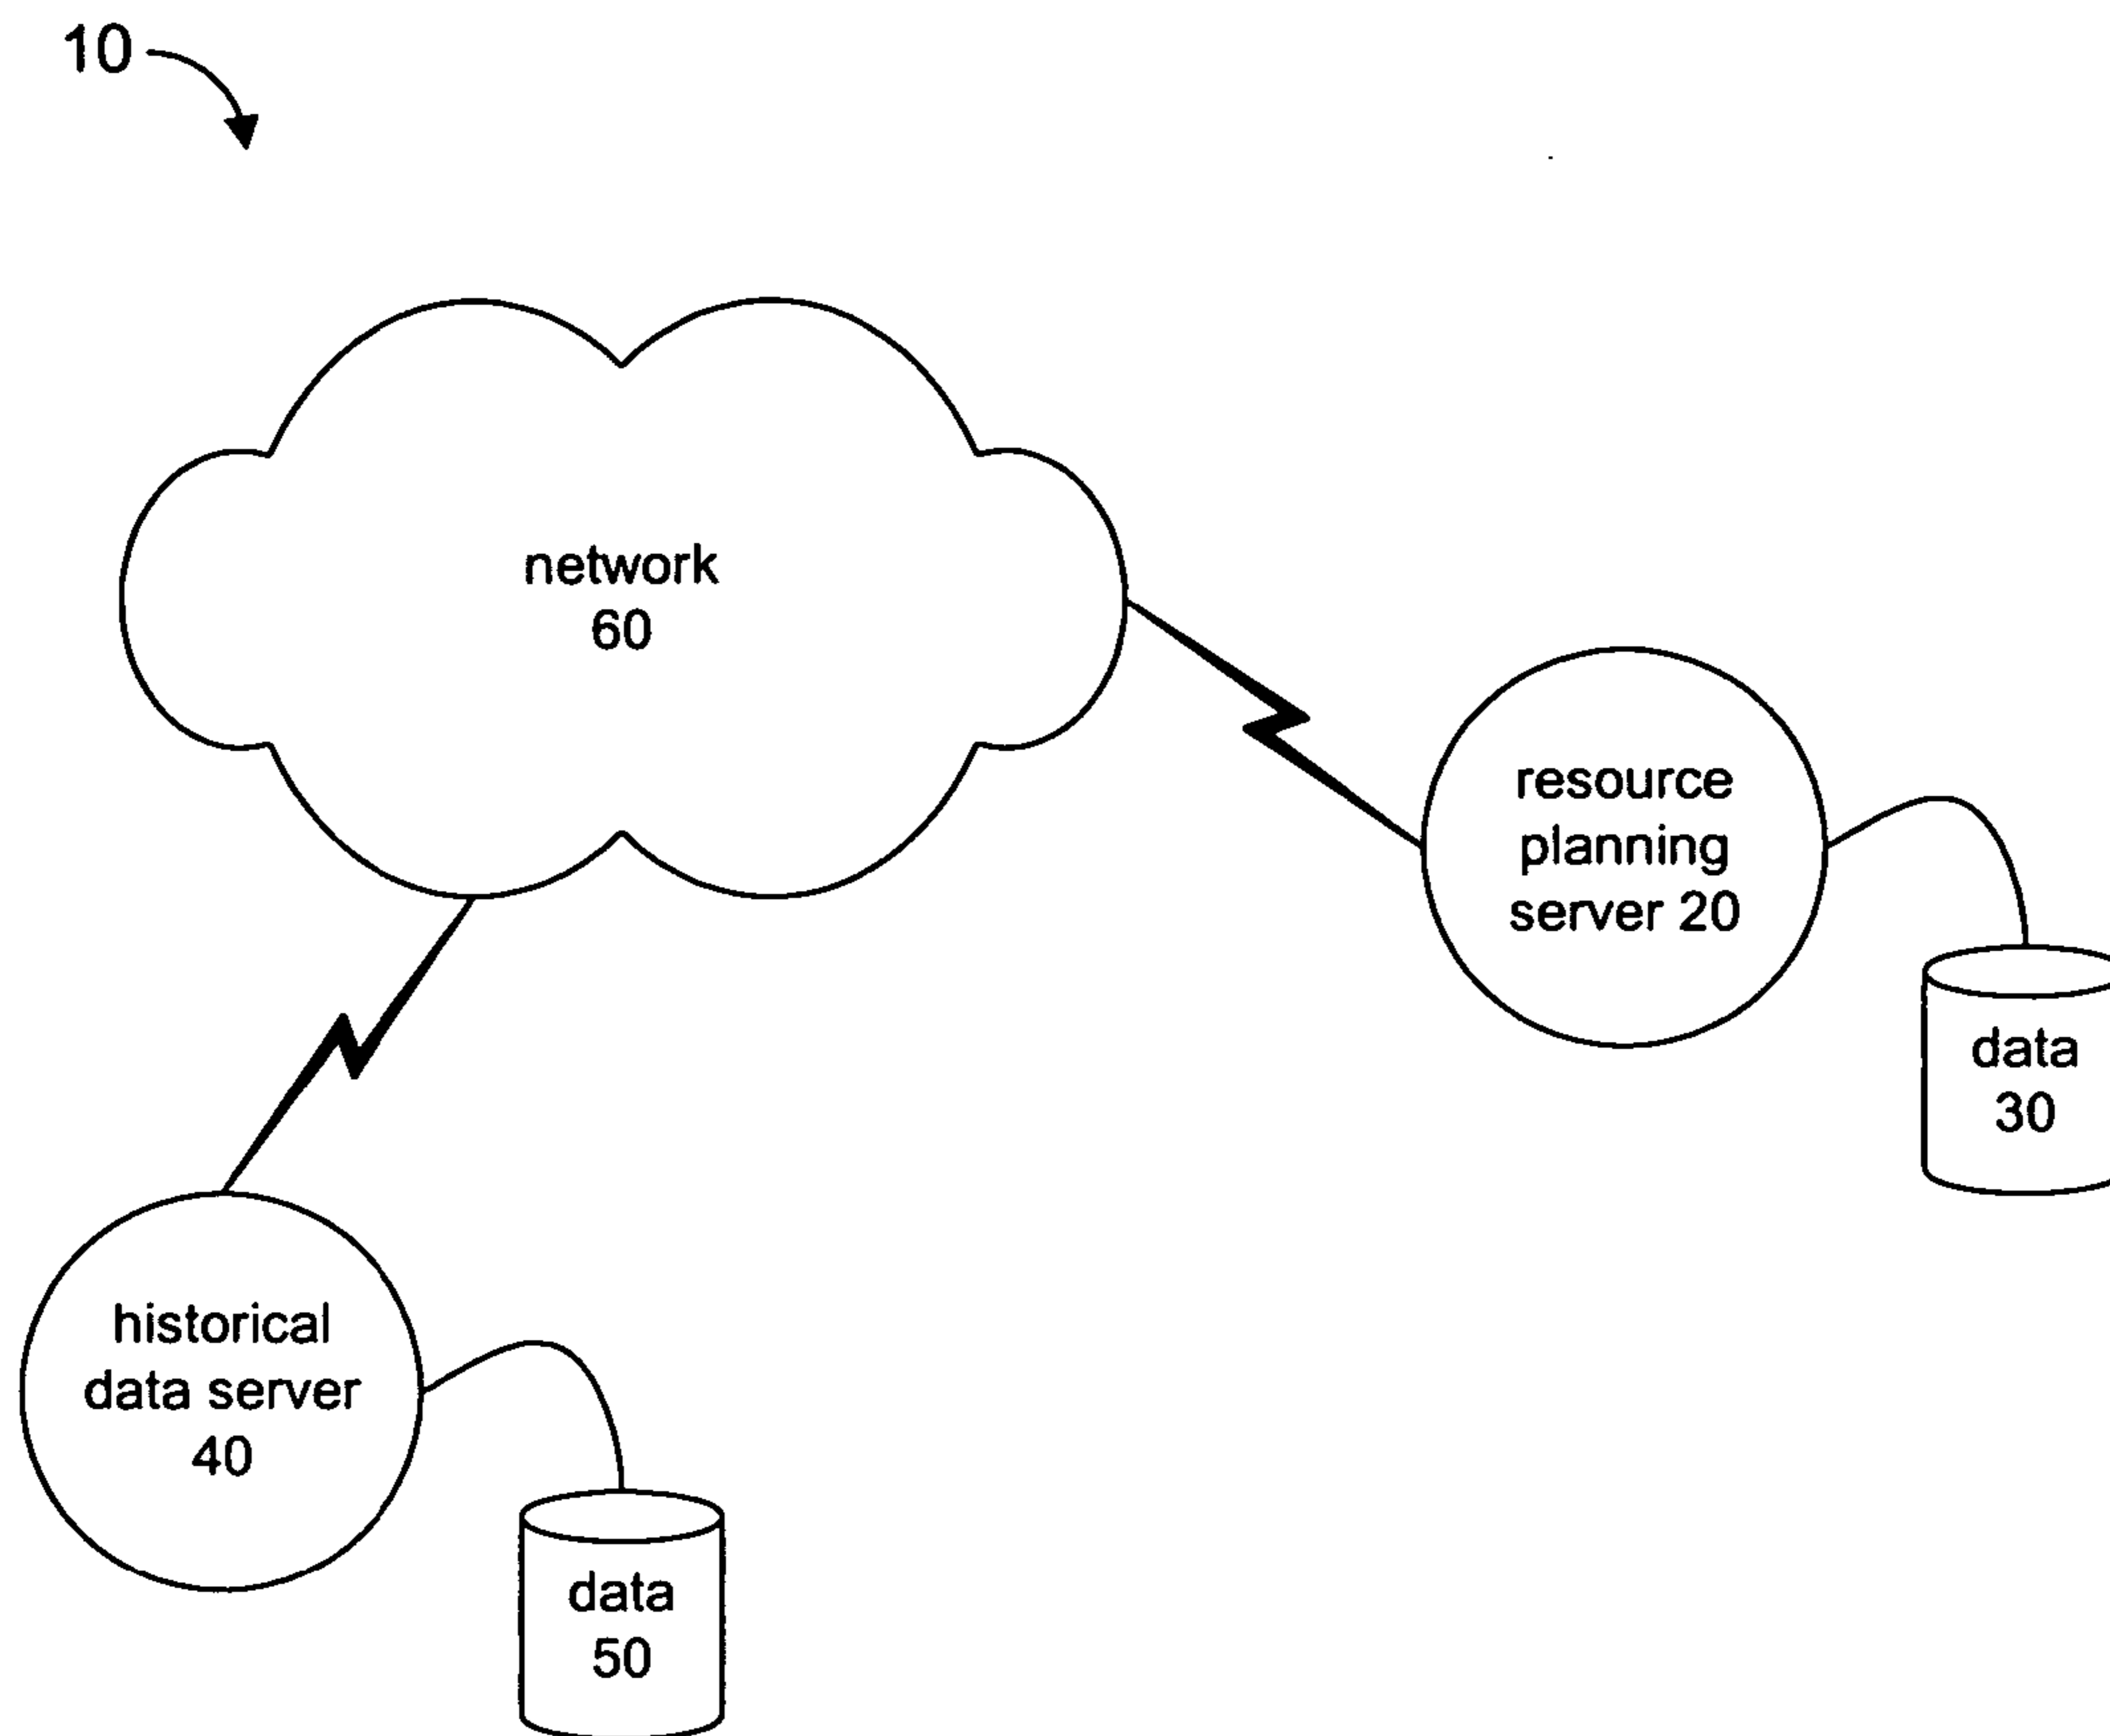 10
network
60
resource
planning
server 20
data
30
historical
data server
40
data
50